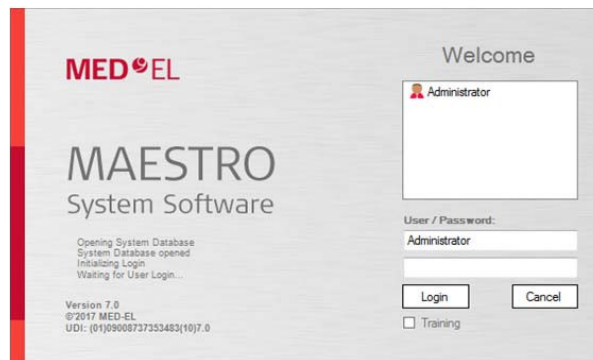 MED EL
MAESTRO
System Software
Opening System Database
System Database opened
Initializing Login
Waiting for User Login...
Version 7.0
©'2017 MED-EL
UDI: (01)09008737353483(10)7.0
Welcome
Administrator
User / Password:
Administrator
Login
Cancel
Training